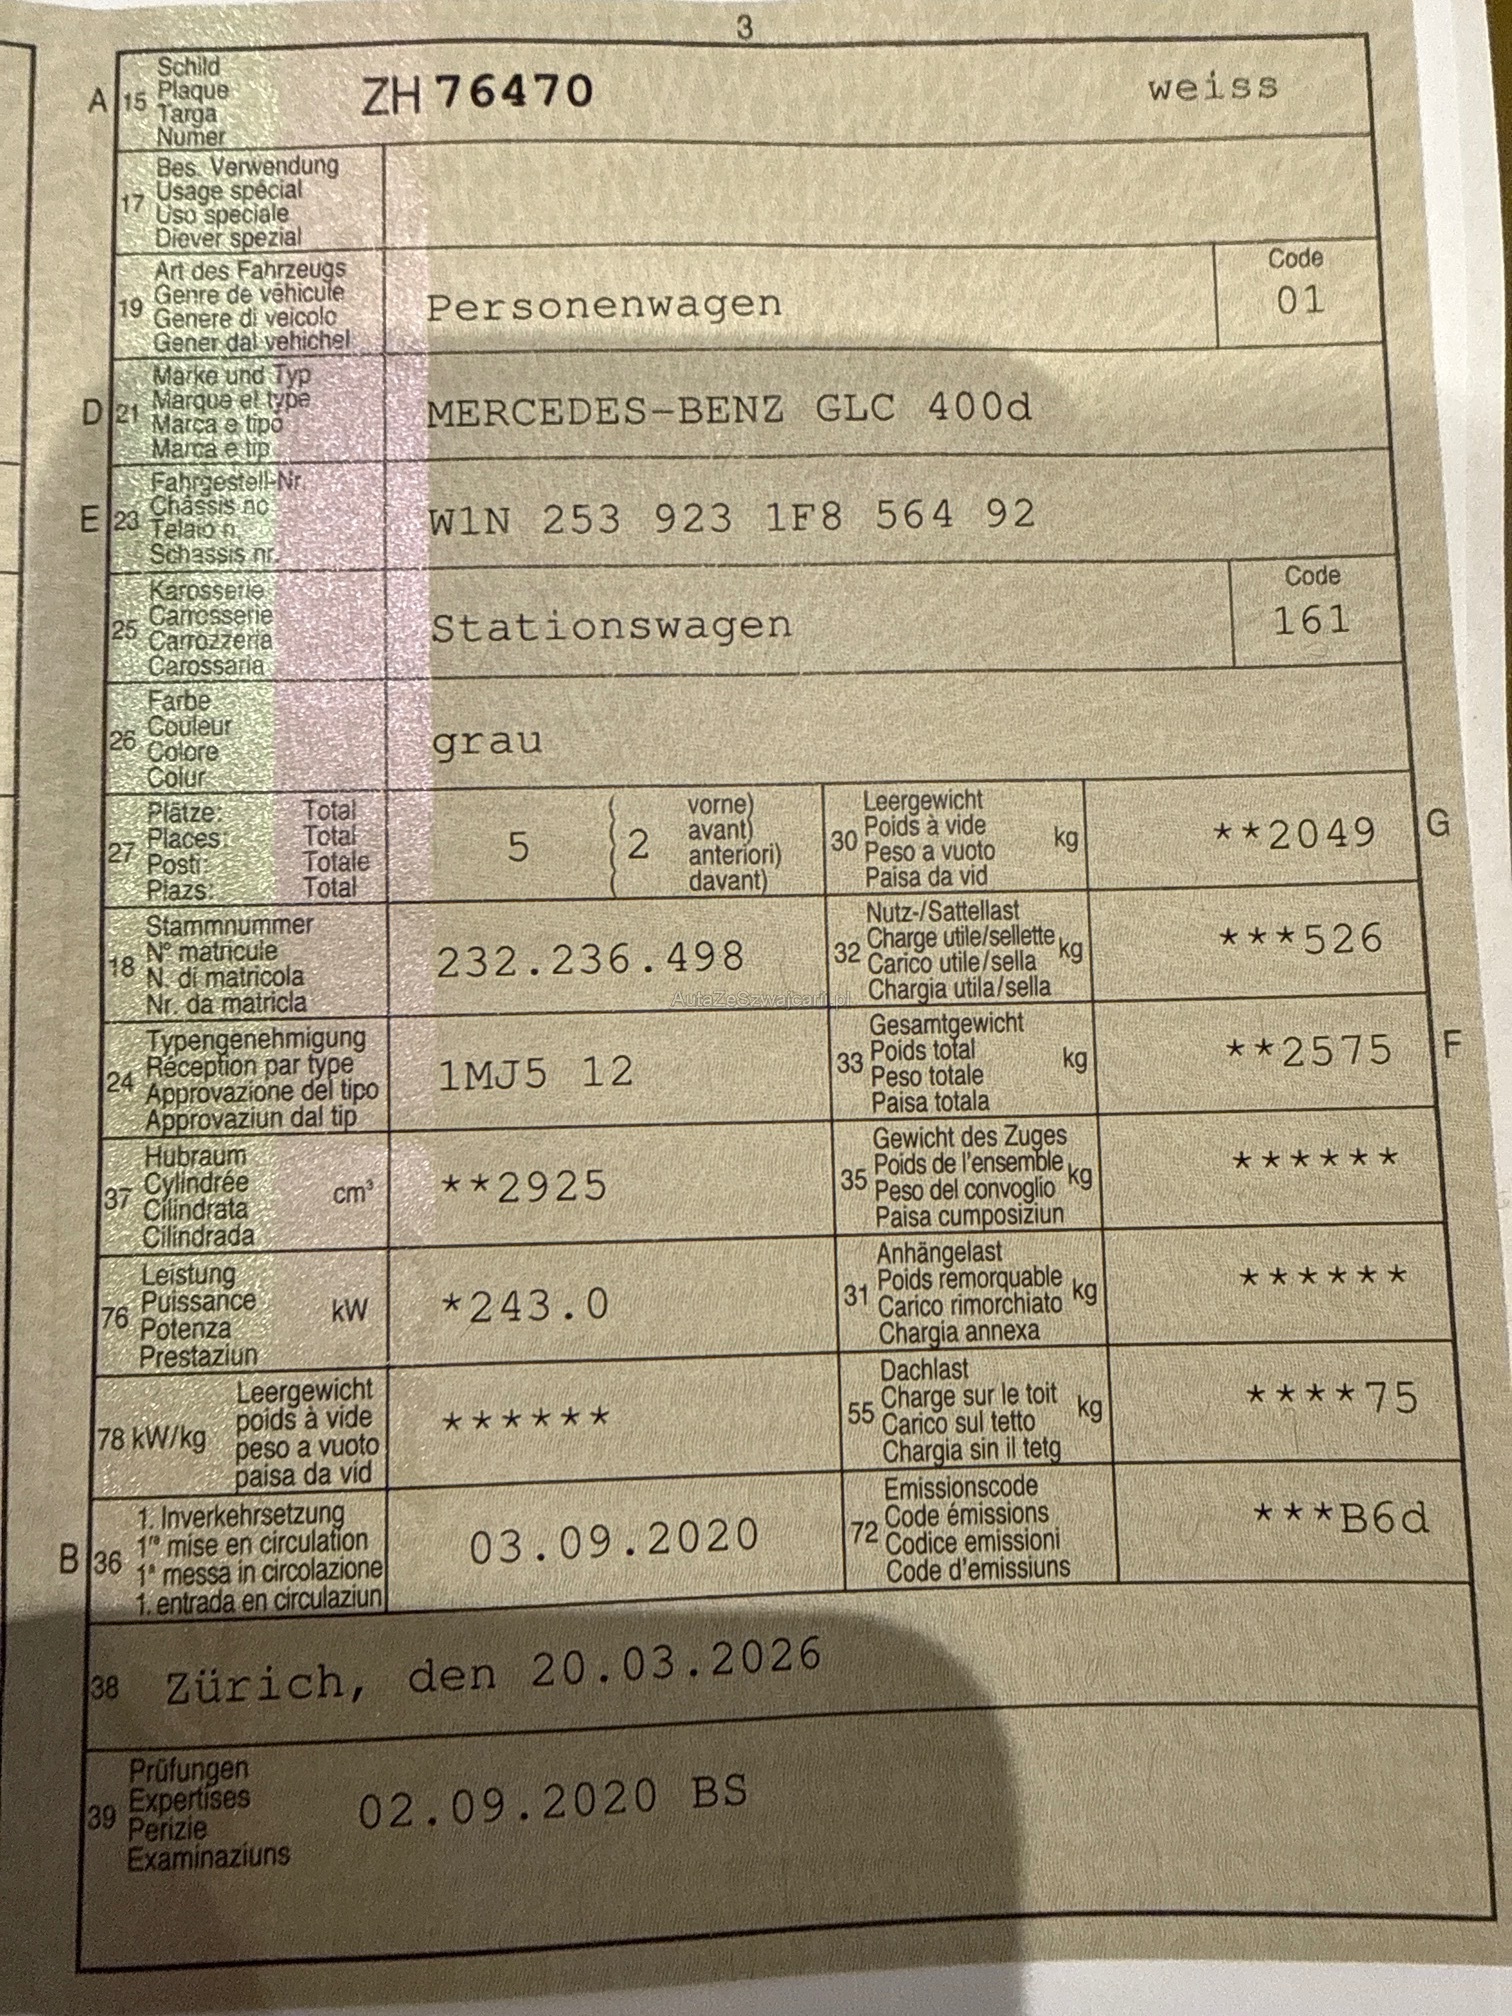 3
A 15 Schild
Plaque
Targa
Numer
ZH 76470 weiss
17 Bes. Verwendung
Usage spécial
Uso speciale
Diever spezial
19 Art des Fahrzeugs
Genre de véhicule
Genere di veicolo
Gener dal vehichel
Personenwagen
Code
01
D 21 Marke und Typ
Marque et type
Marca e tipo
Marca e tip
MERCEDES-BENZ GLC 400d
E 23 Fahrgestell-Nr.
Châssis no
Telaio n.
Schassis nr.
W1N 253 923 1F8 564 92
25 Karosserie
Carrosserie
Carrozzeria
Carossaria
Stationswagen
Code
161
26 Farbe
Couleur
Colore
Colur
grau
27 Plätze: Total
Places: Total
Posti: Totale
Plazs: Total
5 2
vorne)
avant)
anteriori)
davant)
30 Leergewicht
Poids à vide
Peso a vuoto
Paisa da vid
kg
**2049
G
18 Stammnummer
N° matricule
N. di matricola
Nr. da matricla
232.236.498
32 Nutz-/Sattellast
Charge utile/sellette
Carico utile/sella
Chargia utila/sella
kg
***526
AutaZeSzwajcarii.pl
24 Typengenehmigung
Réception par type
Approvazione del tipo
Approvaziun dal tip
1MJ5 12
33 Gesamtgewicht
Poids total
Peso totale
Paisa totala
kg
**2575
F
37 Hubraum
Cylindrée
Cilindrata
Cilindrada
cm³
**2925
35 Gewicht des Zuges
Poids de l'ensemble
Peso del convoglio
Paisa cumposiziun
kg
******
76 Leistung
Puissance
Potenza
Prestaziun
kW
*243.0
31 Anhängelast
Poids remorquable
Carico rimorchiato
Chargia annexa
kg
******
78 kW/kg
Leergewicht
poids à vide
peso a vuoto
paisa da vid
******
55 Dachlast
Charge sur le toit
Carico sul tetto
Chargia sin il tetg
kg
****75
B 36 1. Inverkehrsetzung
1re mise en circulation
1a messa in circolazione
1. entrada en circulaziun
03.09.2020
72 Emissionscode
Code émissions
Codice emissioni
Code d'emissiuns
***B6d
38 Zürich, den 20.03.2026
39 Prüfungen
Expertises
Perizie
Examinaziuns
02.09.2020 BS